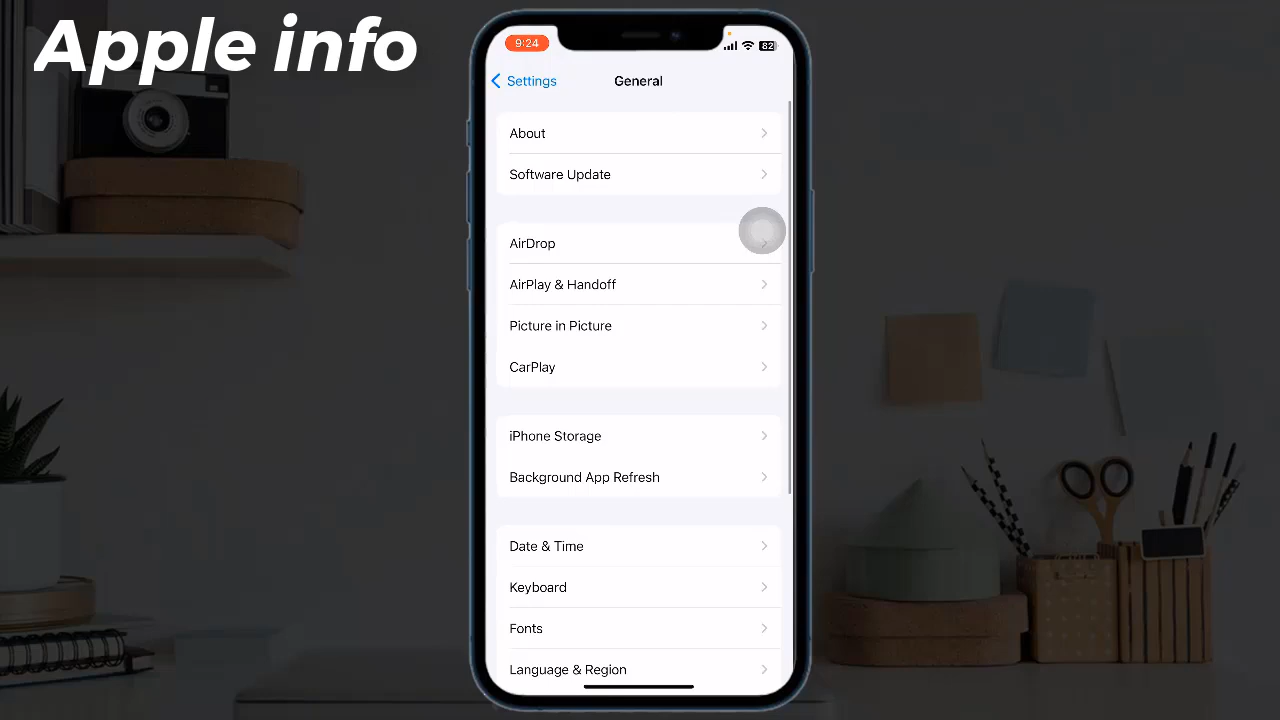 Apple info
9:24
82
Settings
General
About
Software Update
AirDrop
AirPlay & Handoff
Picture in Picture
CarPlay
iPhone Storage
Background App Refresh
Date & Time
Keyboard
Fonts
Language & Region